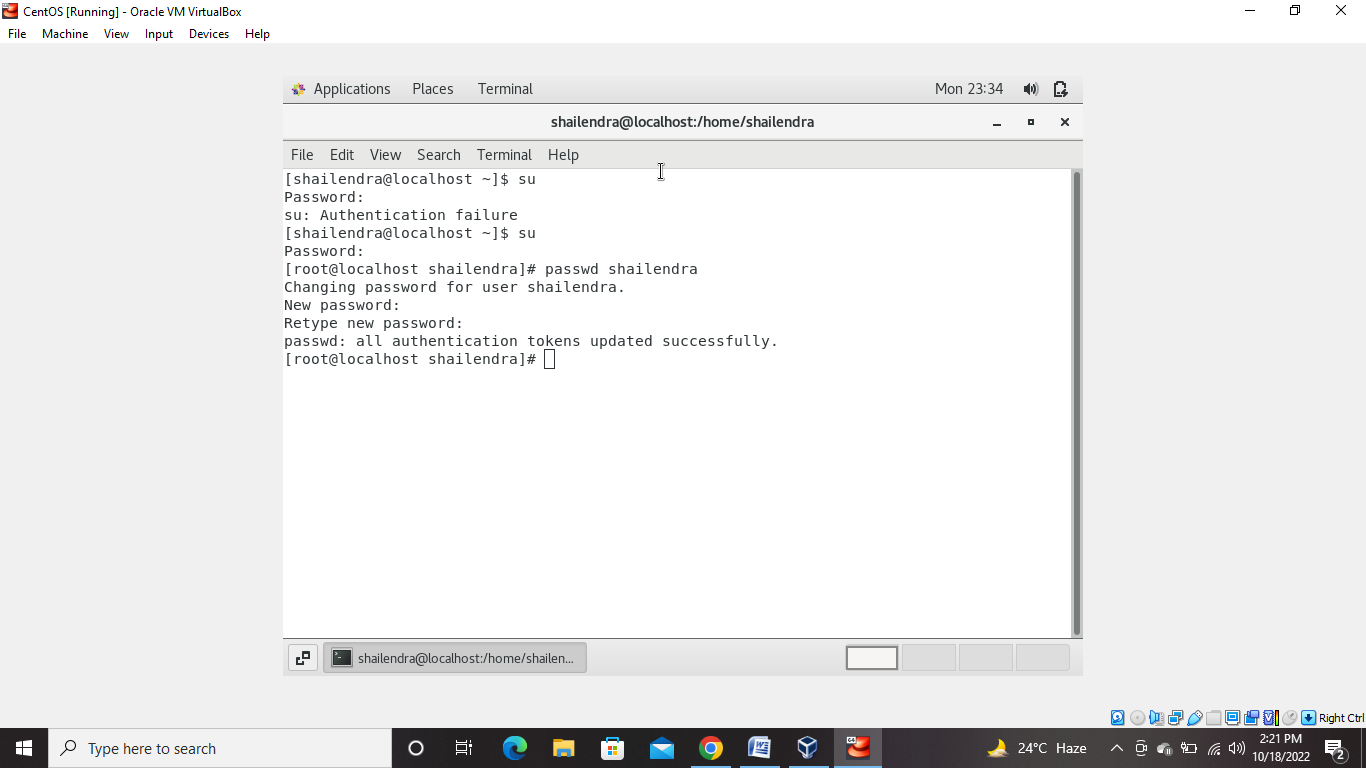 CentOS [Running] - Oracle VM VirtualBox
File Machine View Input Devices Help
Applications Places Terminal Mon 23:34
shailendra@localhost:/home/shailendra
File Edit View Search Terminal Help
[shailendra@localhost ~]$ su
Password:
su: Authentication failure
[shailendra@localhost ~]$ su
Password:
[root@localhost shailendra]# passwd shailendra
Changing password for user shailendra.
New password:
Retype new password:
passwd: all authentication tokens updated successfully.
[root@localhost shailendra]#
shailendra@localhost:/home/shailen...
Right Ctrl
Type here to search
24°C Haze
2:21 PM
10/18/2022
2